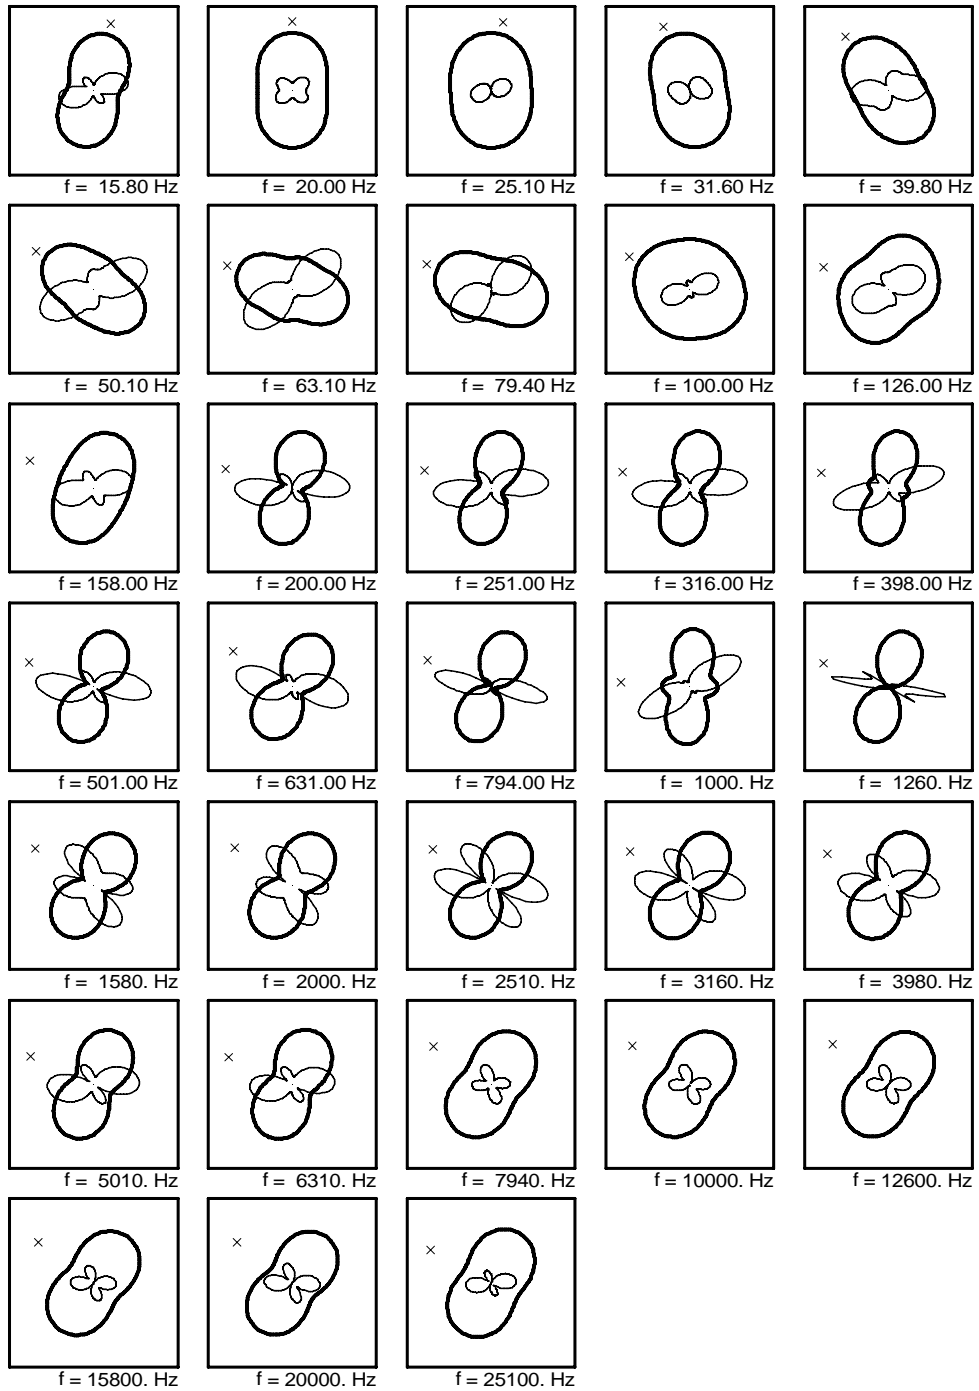 f = 15.80 Hz
f = 20.00 Hz
f = 25.10 Hz
f = 31.60 Hz
f = 39.80 Hz
f = 50.10 Hz
f = 63.10 Hz
f = 79.40 Hz
f = 100.00 Hz
f = 126.00 Hz
f = 158.00 Hz
f = 200.00 Hz
f = 251.00 Hz
f = 316.00 Hz
f = 398.00 Hz
f = 501.00 Hz
f = 631.00 Hz
f = 794.00 Hz
f = 1000. Hz
f = 1260. Hz
f = 1580. Hz
f = 2000. Hz
f = 2510. Hz
f = 3160. Hz
f = 3980. Hz
f = 5010. Hz
f = 6310. Hz
f = 7940. Hz
f = 10000. Hz
f = 12600. Hz
f = 15800. Hz
f = 20000. Hz
f = 25100. Hz